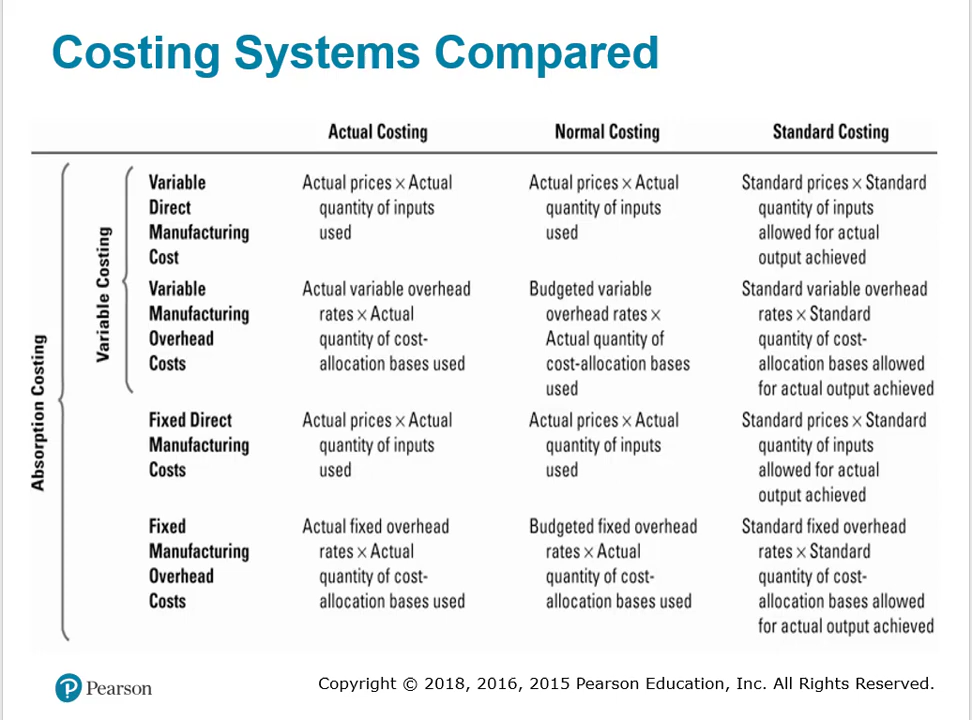 Costing Systems Compared
Actual Costing Normal Costing Standard Costing
Absorption Costing
Variable Costing
Variable Direct Manufacturing Cost
Actual prices × Actual quantity of inputs used
Actual prices × Actual quantity of inputs used
Standard prices × Standard quantity of inputs allowed for actual output achieved
Variable Manufacturing Overhead Costs
Actual variable overhead rates × Actual quantity of cost-allocation bases used
Budgeted variable overhead rates × Actual quantity of cost-allocation bases used
Standard variable overhead rates × Standard quantity of cost-allocation bases allowed for actual output achieved
Fixed Direct Manufacturing Costs
Actual prices × Actual quantity of inputs used
Actual prices × Actual quantity of inputs used
Standard prices × Standard quantity of inputs allowed for actual output achieved
Fixed Manufacturing Overhead Costs
Actual fixed overhead rates × Actual quantity of cost-allocation bases used
Budgeted fixed overhead rates × Actual quantity of cost-allocation bases used
Standard fixed overhead rates × Standard quantity of cost-allocation bases allowed for actual output achieved
P Pearson
Copyright © 2018, 2016, 2015 Pearson Education, Inc. All Rights Reserved.